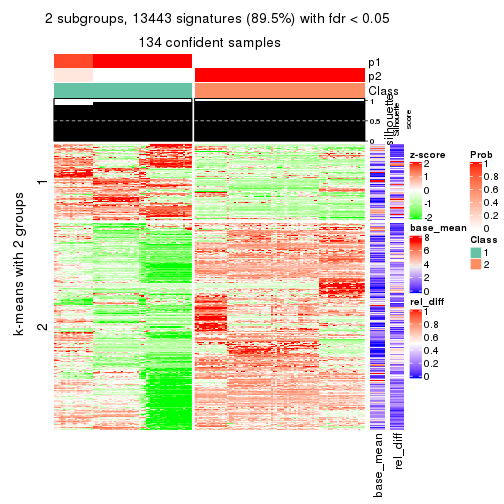 2 subgroups, 13443 signatures (89.5%) with fdr < 0.05
134 confident samples
p1
p2
Class
1
0.5
0
silhouette
Silhouette
score
k-means with 2 groups
1
2
base_mean
rel_diff
z-score
2
1
0
-1
-2
base_mean
8
6
4
2
0
rel_diff
1
0.8
0.6
0.4
0.2
0
Prob
1
0.8
0.6
0.4
0.2
0
Class
1
2